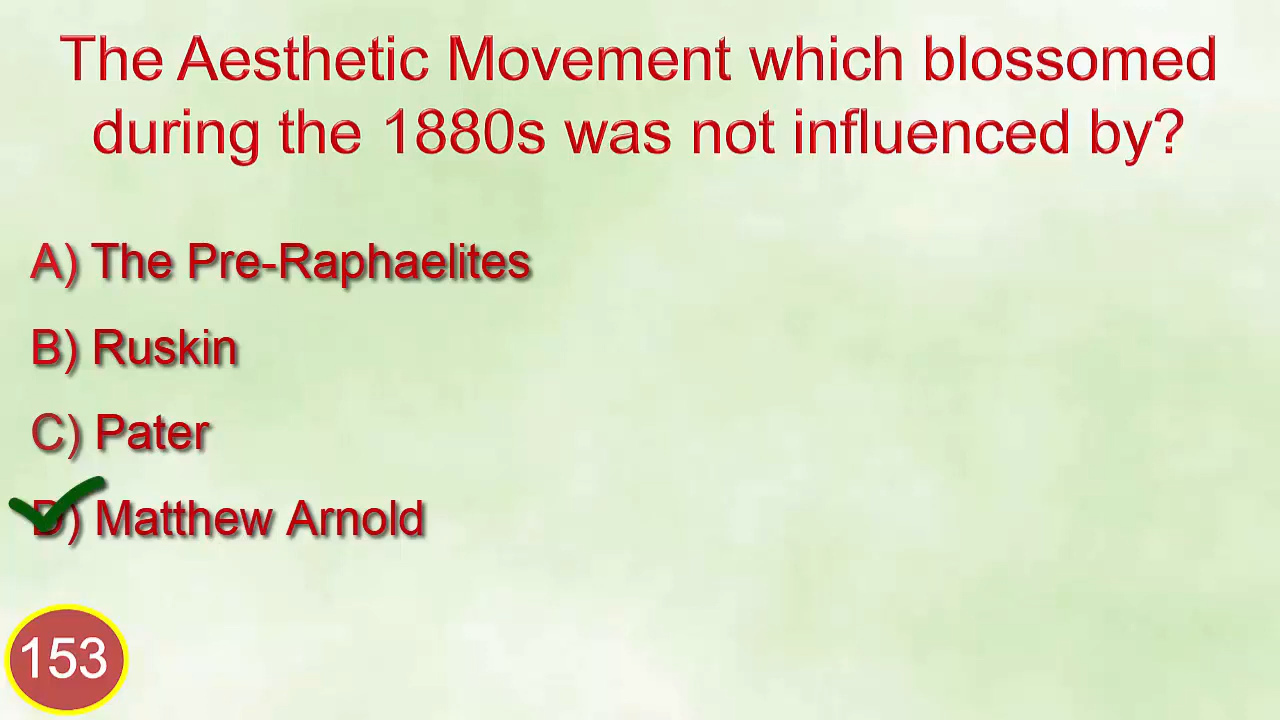 The Aesthetic Movement which blossomed
during the 1880s was not influenced by?
A) The Pre-Raphaelites
B) Ruskin
C) Pater
D) Matthew Arnold
153